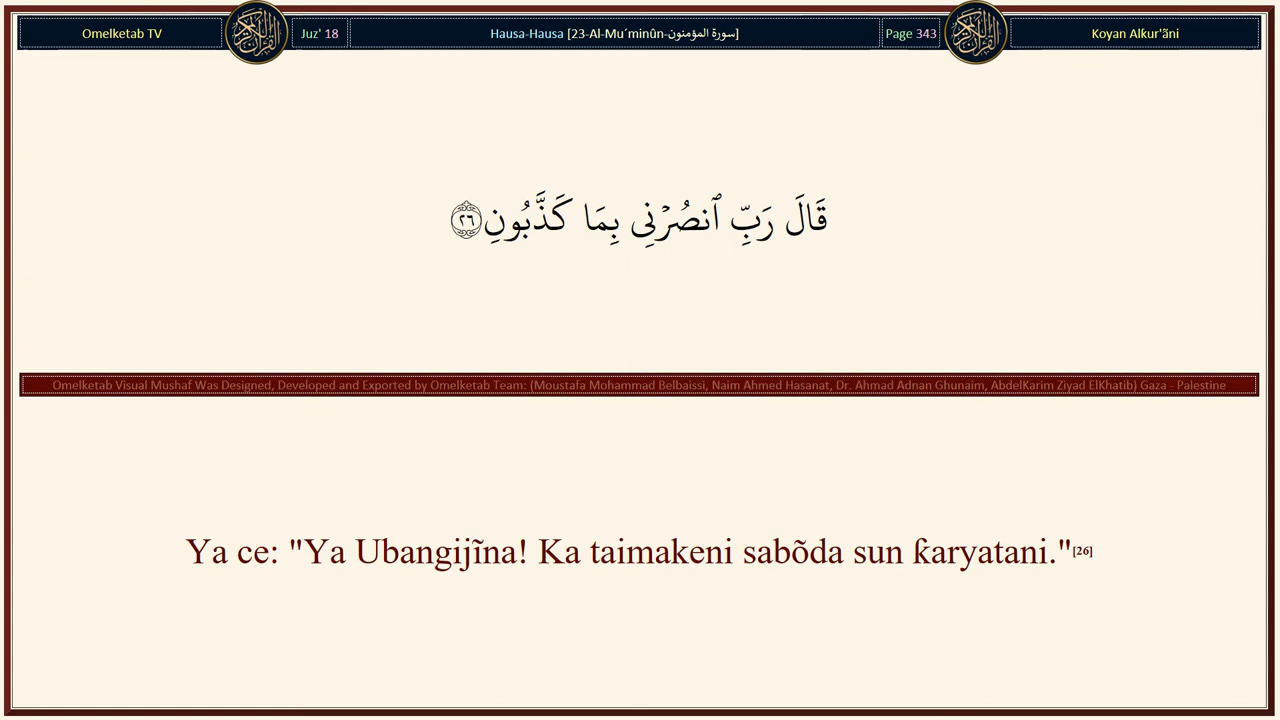 Omelketab TV
Juz' 18
Hausa-Hausa [23-Al-Mu´minûn-سورة المؤمنون]
Page 343
Koyan Alƙur'ãni
قَالَ رَبِّ ٱنصُرۡنِى بِمَا كَذَّبُونِ ٢٦
Omelketab Visual Mushaf Was Designed, Developed and Exported by Omelketab Team: (Moustafa Mohammad Belbaissi, Naim Ahmed Hasanat, Dr. Ahmad Adnan Ghunaim, AbdelKarim Ziyad ElKhatib) Gaza - Palestine
Ya ce: "Ya Ubangijĩna! Ka taimakeni sabõda sun ƙaryatani."[26]